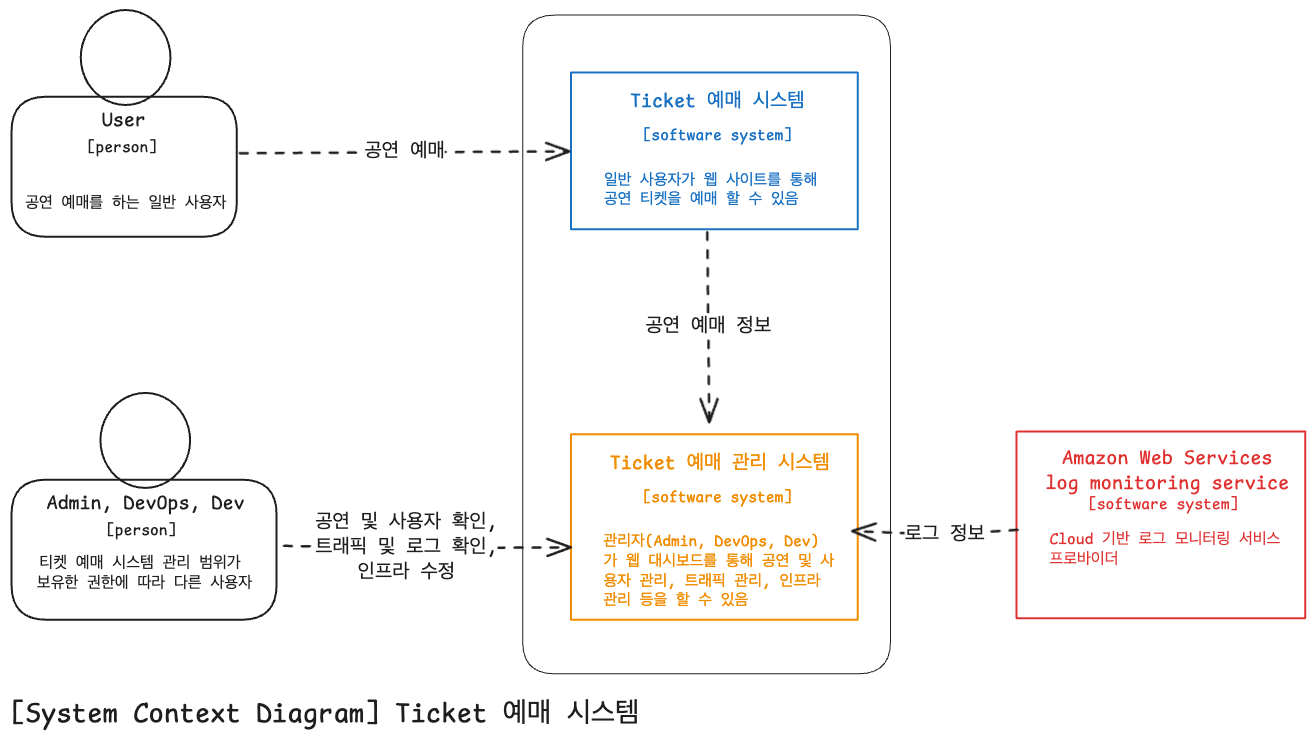 User
[person]
공연 예매를 하는 일반 사용자
공연 예매
Ticket 예매 시스템
[software system]
일반 사용자가 웹 사이트를 통해
공연 티켓을 예매 할 수 있음
공연 예매 정보
Admin, DevOps, Dev
[person]
티켓 예매 시스템 관리 범위가
보유한 권한에 따라 다른 사용자
공연 및 사용자 확인,
트래픽 및 로그 확인,
인프라 수정
Ticket 예매 관리 시스템
[software system]
관리자(Admin, DevOps, Dev)
가 웹 대시보드를 통해 공연 및 사
용자 관리, 트래픽 관리, 인프라
관리 등을 할 수 있음
로그 정보
Amazon Web Services
log monitoring service
[software system]
Cloud 기반 로그 모니터링 서비스
프로바이더
[System Context Diagram] Ticket 예매 시스템